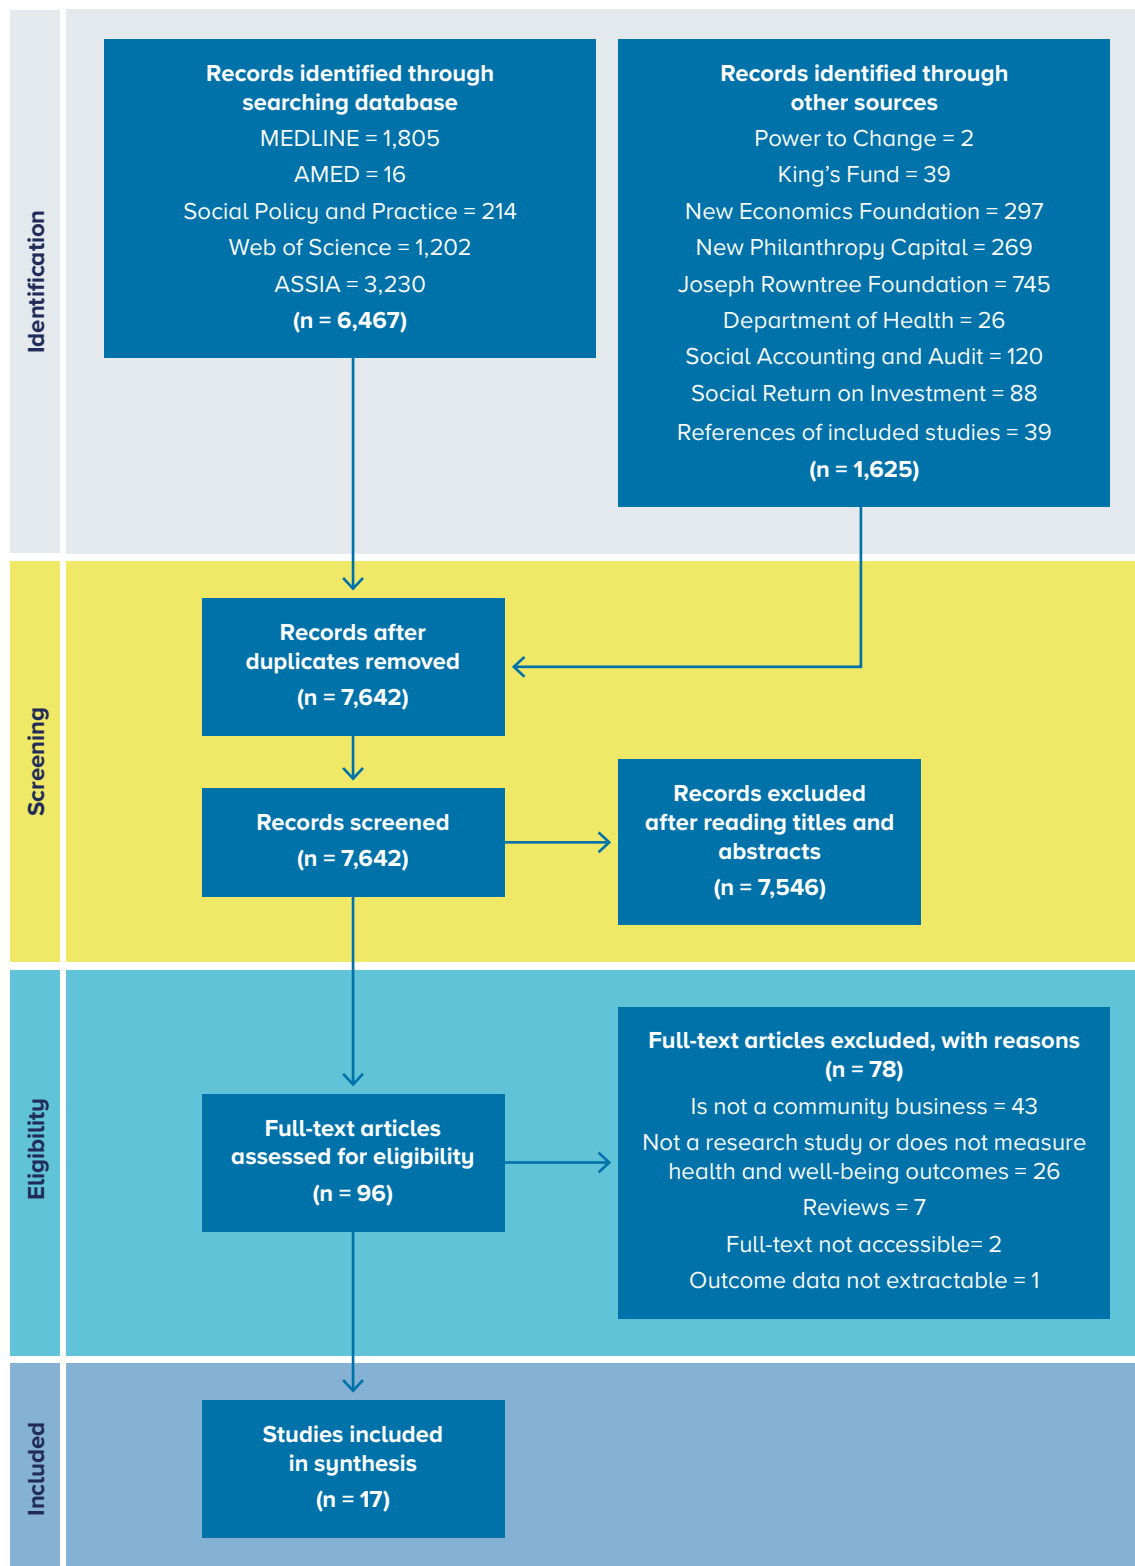 Identification
Records identified through
searching database
MEDLINE = 1,805
AMED = 16
Social Policy and Practice = 214
Web of Science = 1,202
ASSIA = 3,230
(n = 6,467)
Records identified through
other sources
Power to Change = 2
King’s Fund = 39
New Economics Foundation = 297
New Philanthropy Capital = 269
Joseph Rowntree Foundation = 745
Department of Health = 26
Social Accounting and Audit = 120
Social Return on Investment = 88
References of included studies = 39
(n = 1,625)
Screening
Records after
duplicates removed
(n = 7,642)
Records screened
(n = 7,642)
Records excluded
after reading titles and
abstracts
(n = 7,546)
Eligibility
Full-text articles
assessed for eligibility
(n = 96)
Full-text articles excluded, with reasons
(n = 78)
Is not a community business = 43
Not a research study or does not measure
health and well-being outcomes = 26
Reviews = 7
Full-text not accessible= 2
Outcome data not extractable = 1
Included
Studies included
in synthesis
(n = 17)